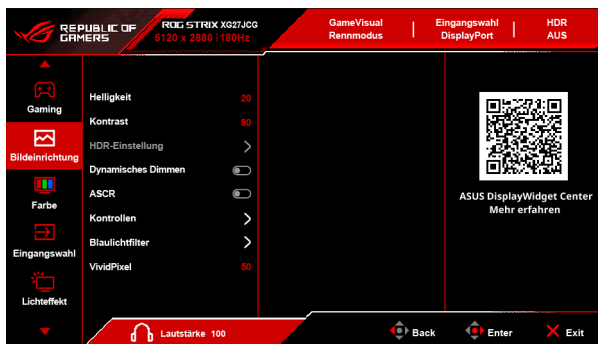 REPUBLIC OF
GAMERS
ROG STRIX XG27JCG
5120 x 2880 | 180Hz
GameVisual
Rennmodus
Eingangswahl
DisplayPort
HDR
AUS
Gaming
Bildeinrichtung
Farbe
Eingangswahl
Lichteffekt
Helligkeit 20
Kontrast 80
HDR-Einstellung
Dynamisches Dimmen
ASCR
Kontrollen
Blaulichtfilter
VividPixel 50
ASUS DisplayWidget Center
Mehr erfahren
Lautstärke 100
Back
Enter
Exit